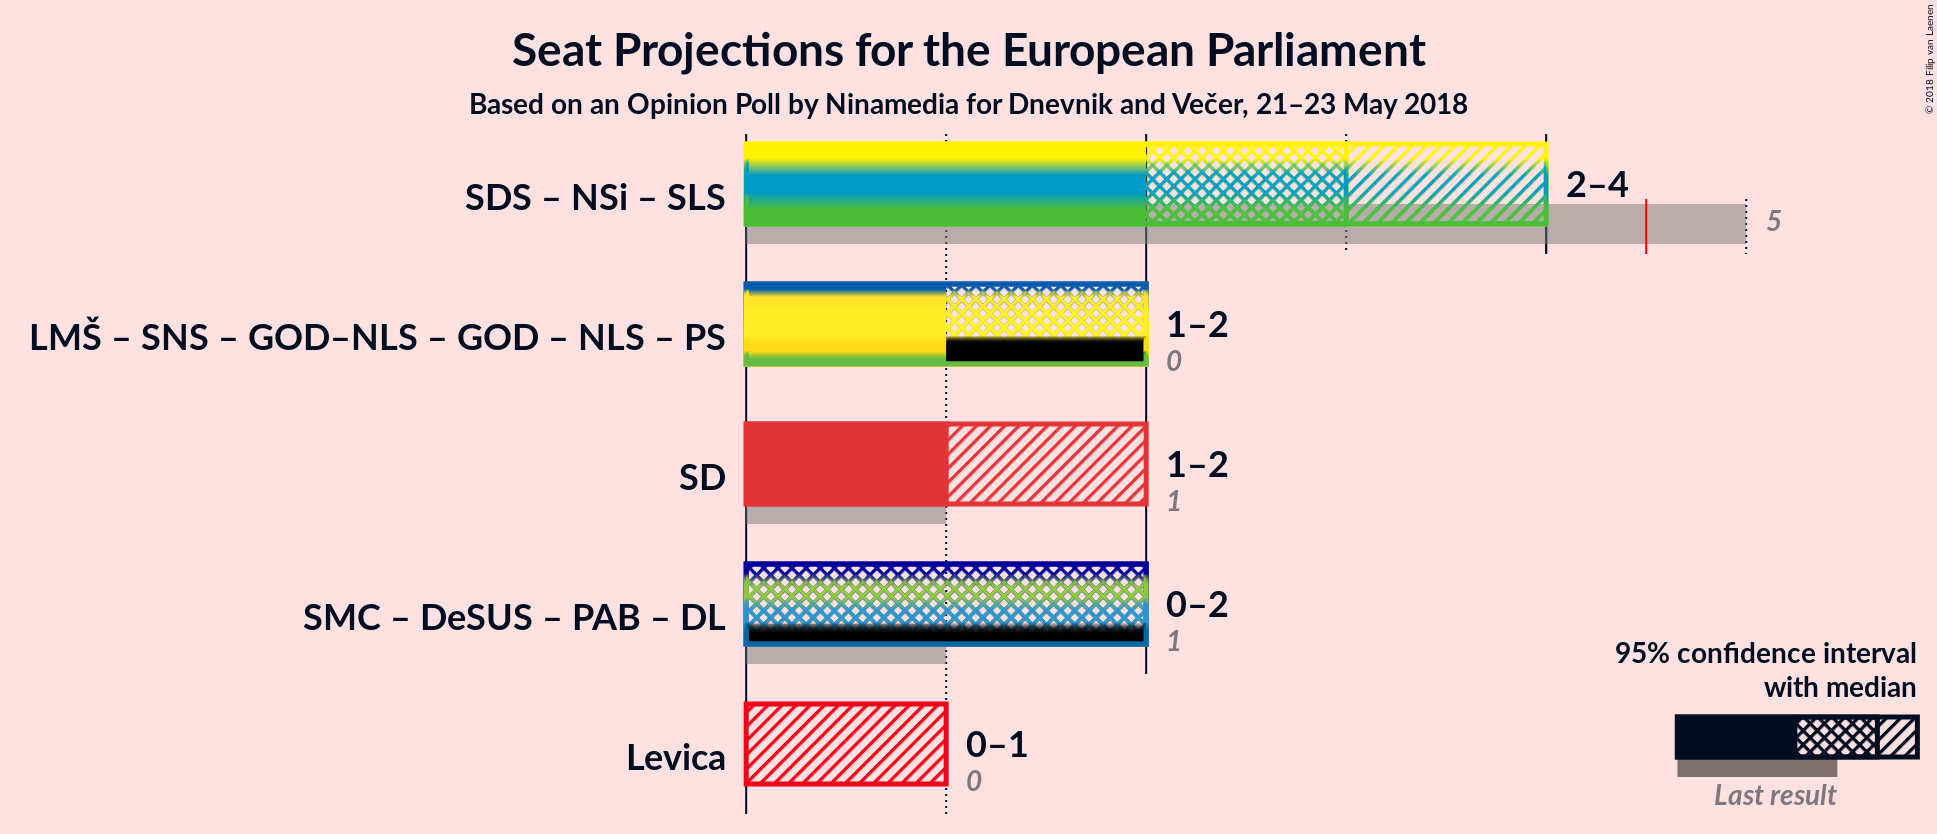 Seat Projections for the European Parliament
Based on an Opinion Poll by Ninamedia for Dnevnik and Večer, 21–23 May 2018
© 2018 Filip van Laenen
SDS – NSi – SLS
2–4
5
LMŠ – SNS – GOD–NLS – GOD – NLS – PS
1–2
0
SD
1–2
1
SMC – DeSUS – PAB – DL
0–2
1
Levica
0–1
0
95% confidence interval
with median
Last result